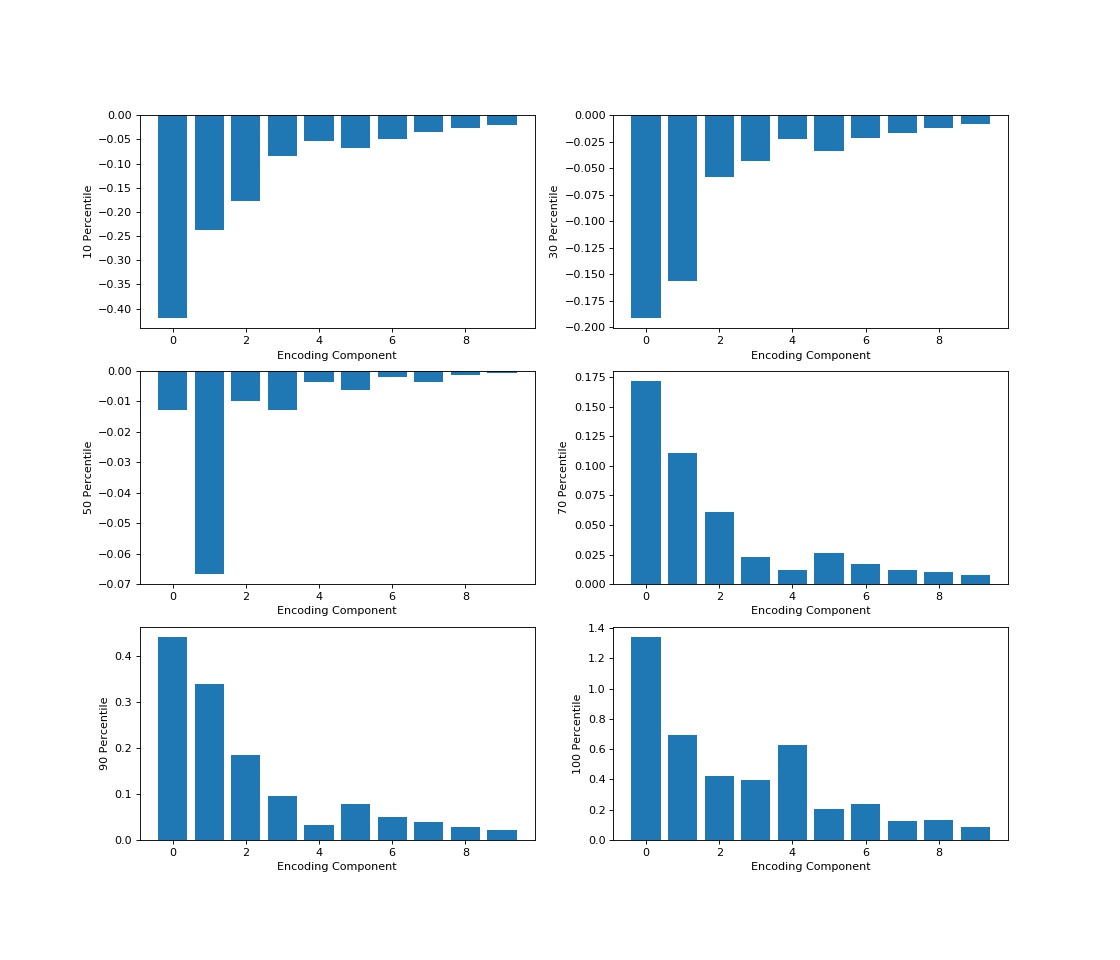 0.00
−0.05
−0.10
−0.15
−0.20
−0.25
−0.30
−0.35
−0.40
10 Percentile
0 2 4 6 8
Encoding Component
0.000
−0.025
−0.050
−0.075
−0.100
−0.125
−0.150
−0.175
−0.200
30 Percentile
0 2 4 6 8
Encoding Component
0.00
−0.01
−0.02
−0.03
−0.04
−0.05
−0.06
−0.07
50 Percentile
0 2 4 6 8
Encoding Component
0.175
0.150
0.125
0.100
0.075
0.050
0.025
0.000
70 Percentile
0 2 4 6 8
Encoding Component
0.4
0.3
0.2
0.1
0.0
90 Percentile
0 2 4 6 8
Encoding Component
1.4
1.2
1.0
0.8
0.6
0.4
0.2
0.0
100 Percentile
0 2 4 6 8
Encoding Component